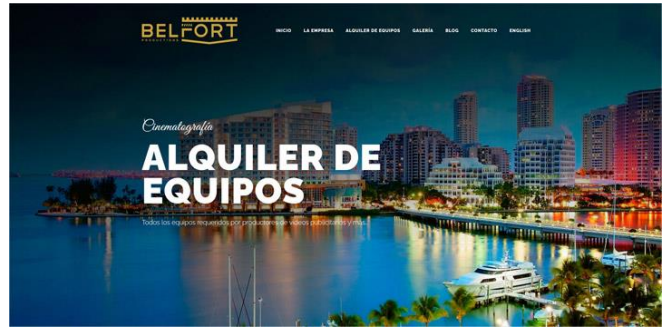 BELFORT
PRODUCTIONS
INICIO LA EMPRESA ALQUILER DE EQUIPOS GALERÍA BLOG CONTACTO ENGLISH
Cinematografía
ALQUILER DE
EQUIPOS
Todos los equipos requeridos por productores de videos publicitarios y más.